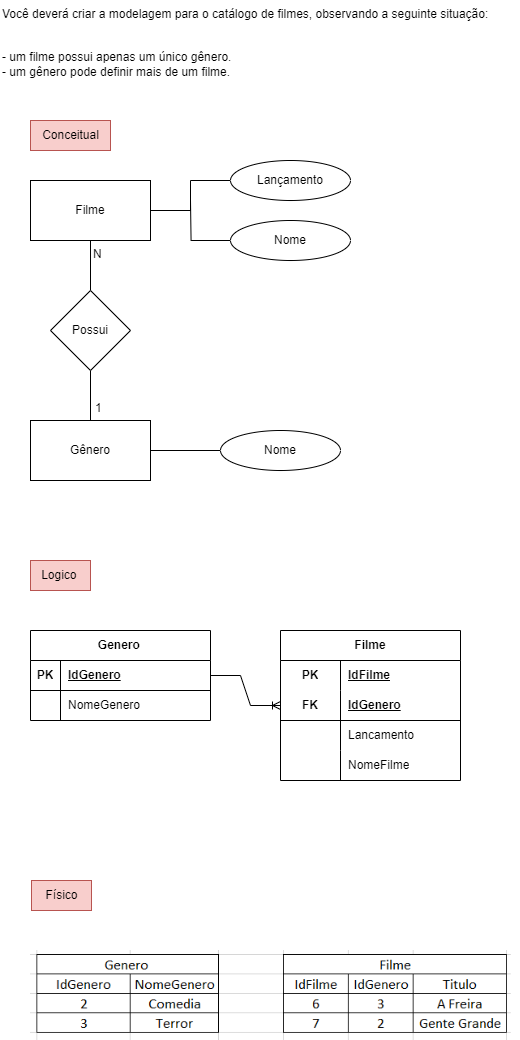 Você deverá criar a modelagem para o catálogo de filmes, observando a seguinte situação:
- um filme possui apenas um único gênero.
- um gênero pode definir mais de um filme.
Conceitual
Lançamento
Filme
Nome
N
Possui
1
Gênero
Nome
Logico
Genero
PK IdGenero
NomeGenero
Filme
PK IdFilme
FK IdGenero
Lancamento
NomeFilme
Físico
Genero
IdGenero NomeGenero
2 Comedia
3 Terror
Filme
IdFilme IdGenero Titulo
6 3 A Freira
7 2 Gente Grande